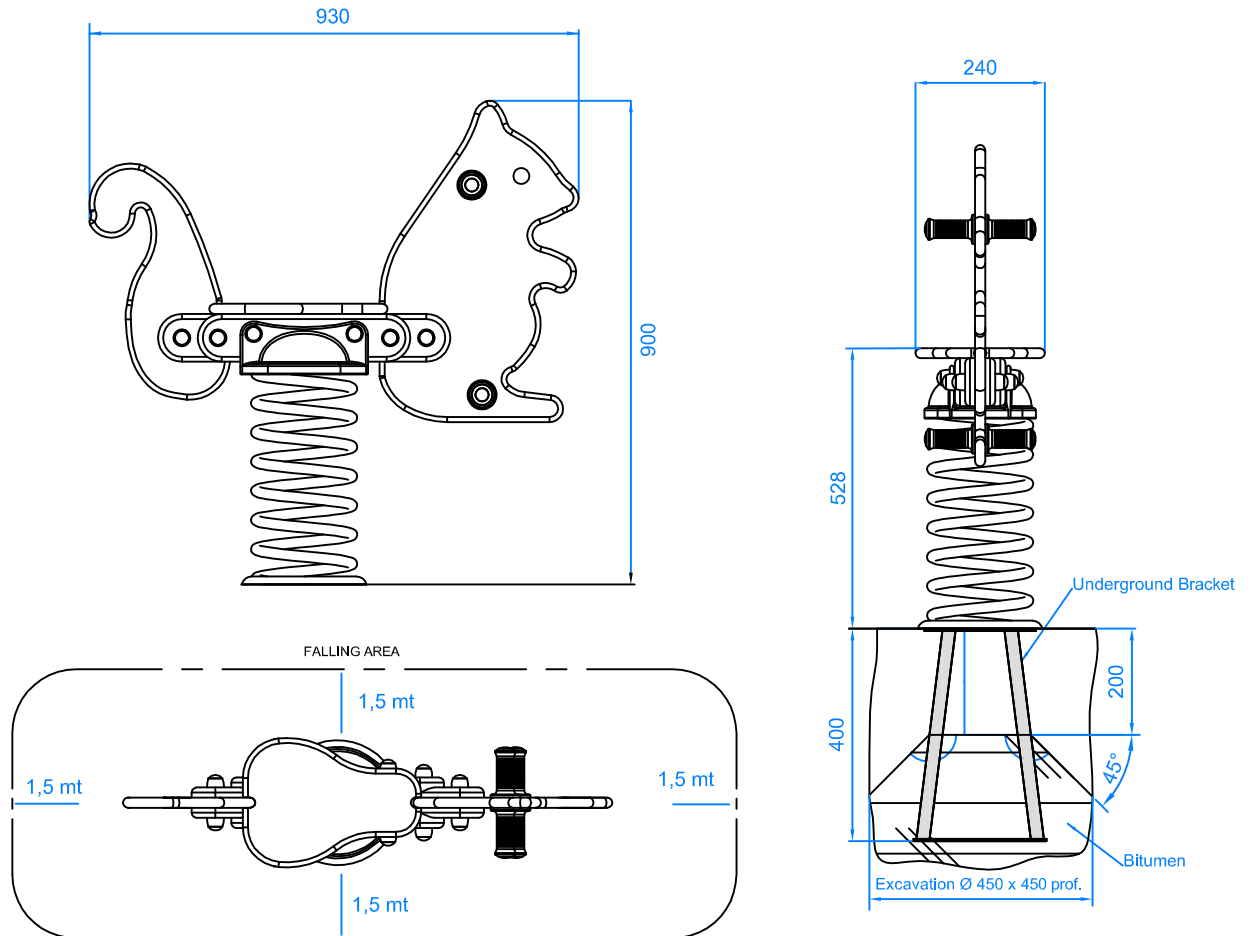 930
240
900
528
Underground Bracket
FALLING AREA
1,5 mt
200
400
1,5 mt
1,5 mt
45°
Bitumen
Excavation Ø 450 x 450 prof.
1,5 mt